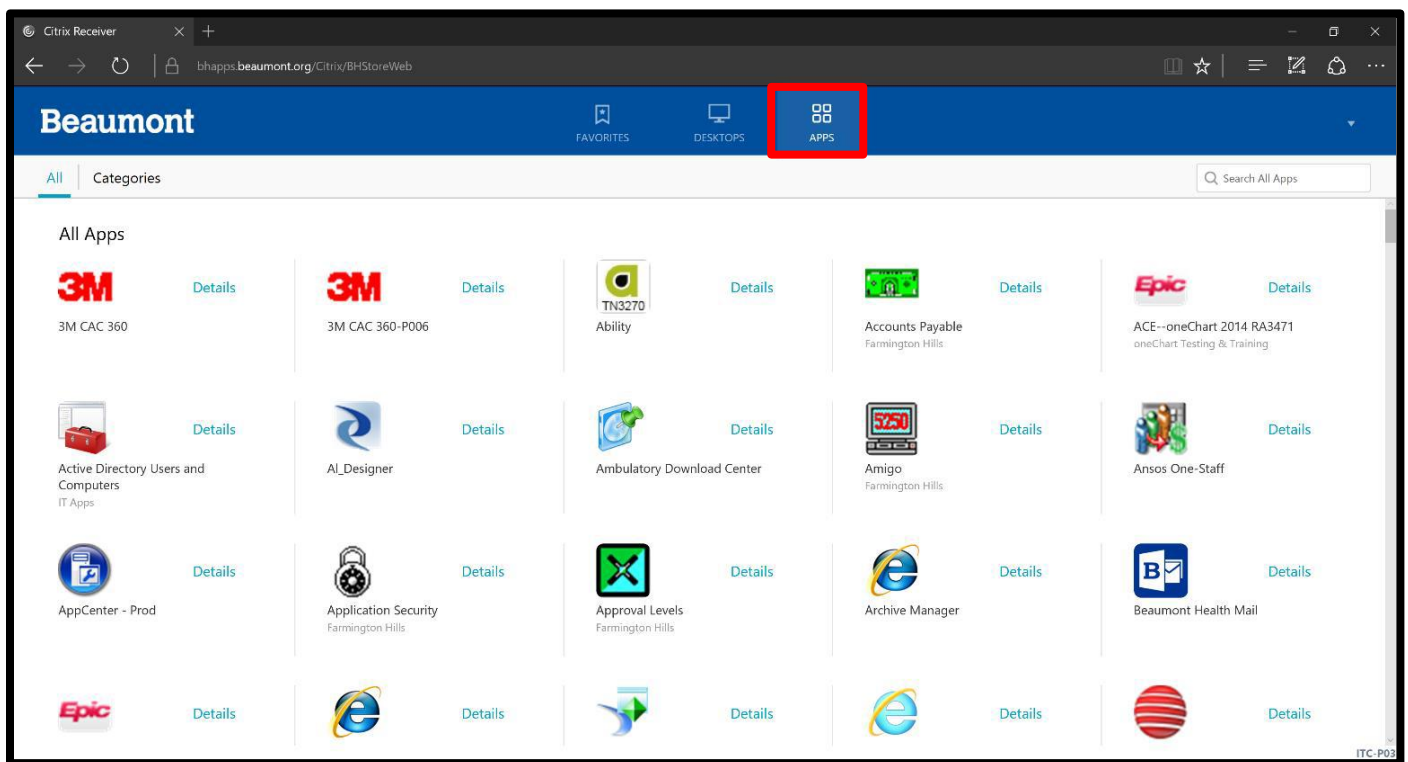 Citrix Receiver
bhapps.beaumont.org/Citrix/BHStoreWeb
Beaumont
FAVORITES
DESKTOPS
APPS
All
Categories
Search All Apps
All Apps
3M
Details
3M
Details
TN3270
Details
Details
Epic
Details
3M CAC 360
3M CAC 360-P006
Ability
Accounts Payable
Farmington Hills
ACE--oneChart 2014 RA3471
oneChart Testing & Training
Details
Details
Details
5250
Details
Details
Active Directory Users and
Computers
IT Apps
AI_Designer
Ambulatory Download Center
Amigo
Farmington Hills
Ansos One-Staff
Details
Details
Details
Details
B
Details
AppCenter - Prod
Application Security
Farmington Hills
Approval Levels
Farmington Hills
Archive Manager
Beaumont Health Mail
Epic
Details
Details
Details
Details
Details
ITC-P03